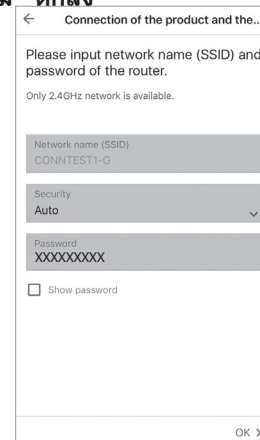 Connection of the product and the..
Please input network name (SSID) and
password of the router.
Only 2.4GHz network is available.
Network name (SSID)
CONNTEST1-G
Security
Auto
Password
XXXXXXXXX
Show password
OK